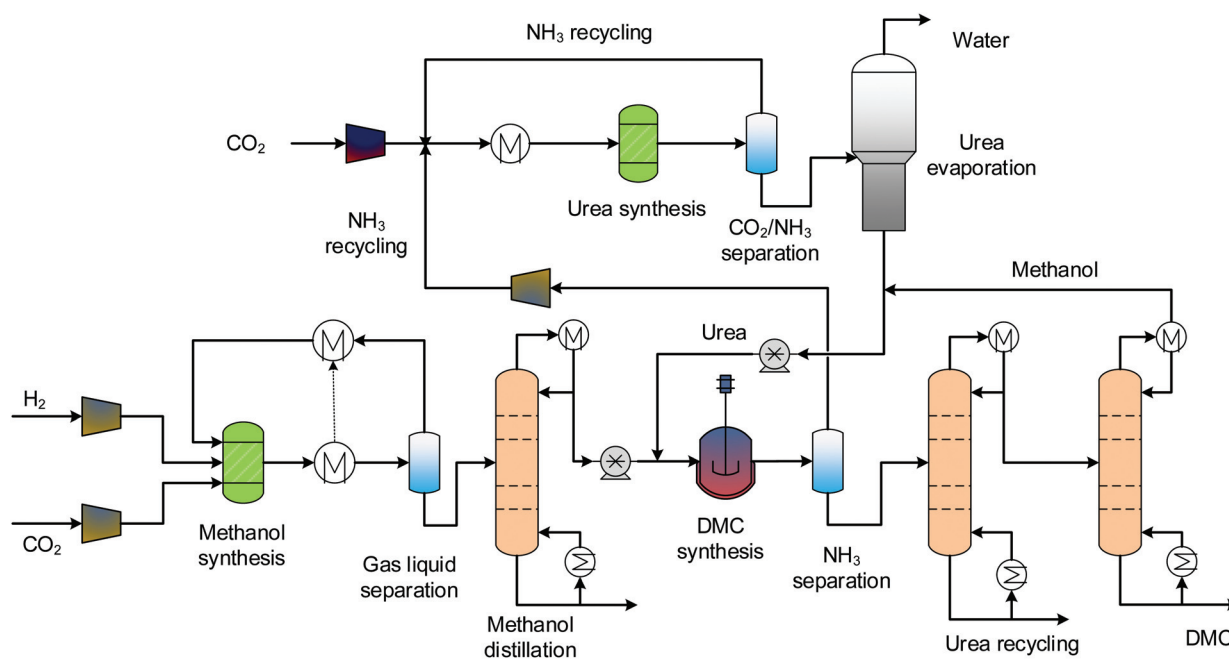 NH₃ recycling
Water
CO₂
Urea
evaporation
Urea synthesis
NH₃
recycling
CO₂/NH₃
separation
Methanol
Urea
H₂
CO₂
Methanol
synthesis
DMC
synthesis
Gas liquid
separation
NH₃
separation
Methanol
distillation
Urea recycling
DMC